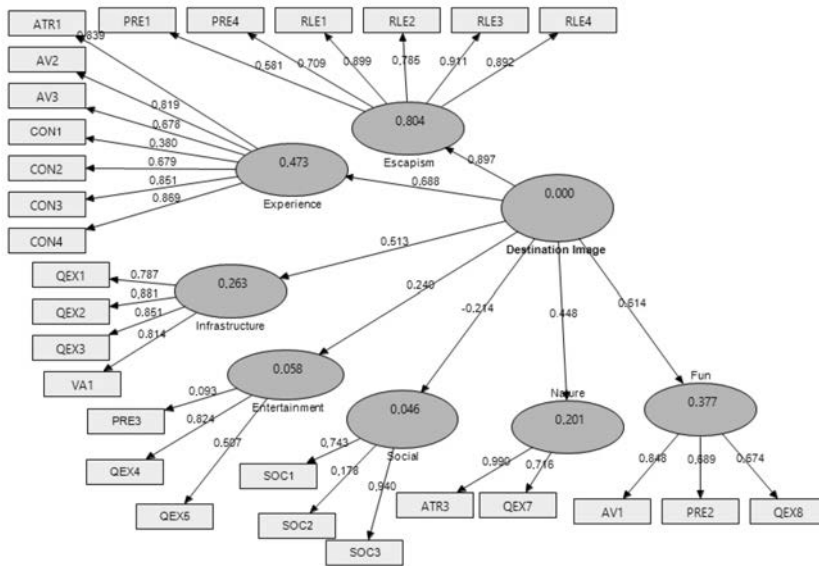 ATR1
PRE1
PRE4
RLE1
RLE2
RLE3
RLE4
0,839
0,581
0,709
0,899
0,785
0,911
0,892
AV2
AV3
CON1
CON2
CON3
CON4
0,819
0,678
0,380
0,679
0,851
0,869
0,804
Escapism
0,473
Experience
0,897
0,688
0.000
Destination Image
0,513
0.240
-0,214
0.448
0,614
QEX1
QEX2
QEX3
VA1
0.787
0,881
0.851
0.814
0,263
Infrastructure
PRE3
QEX4
QEX5
0,093
0,824
0,507
0,058
Entertainment
SOC1
SOC2
SOC3
0,743
0,178
0,940
0,046
Social
Nature
0,201
0,990
0,716
ATR3
QEX7
Fun
0.377
0,848
0,689
0,674
AV1
PRE2
QEX8